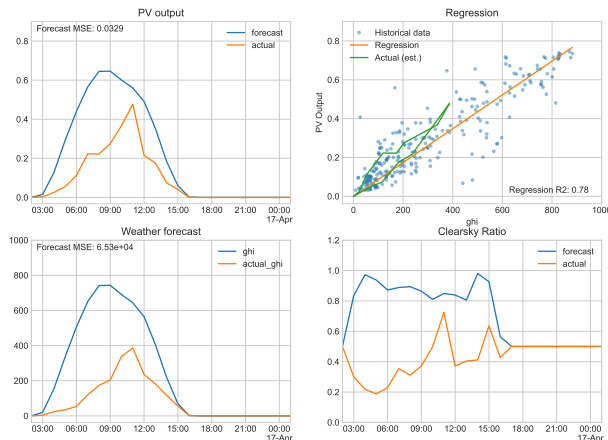 PV output
Forecast MSE: 0.0329
forecast
actual
0.8
0.6
0.4
0.2
0.0
03:00 06:00 09:00 12:00 15:00 18:00 21:00 00:00
17-Apr
Regression
Historical data
Regression
Actual (est.)
PV Output
0.8
0.6
0.4
0.2
0.0
Regression R2: 0.78
0 200 400 600 800 1000
ghi
Weather forecast
Forecast MSE: 6.53e+04
ghi
actual_ghi
1000
800
600
400
200
0
03:00 06:00 09:00 12:00 15:00 18:00 21:00 00:00
17-Apr
Clearsky Ratio
forecast
actual
1.2
1.0
0.8
0.6
0.4
0.2
0.0
03:00 06:00 09:00 12:00 15:00 18:00 21:00 00:00
17-Apr